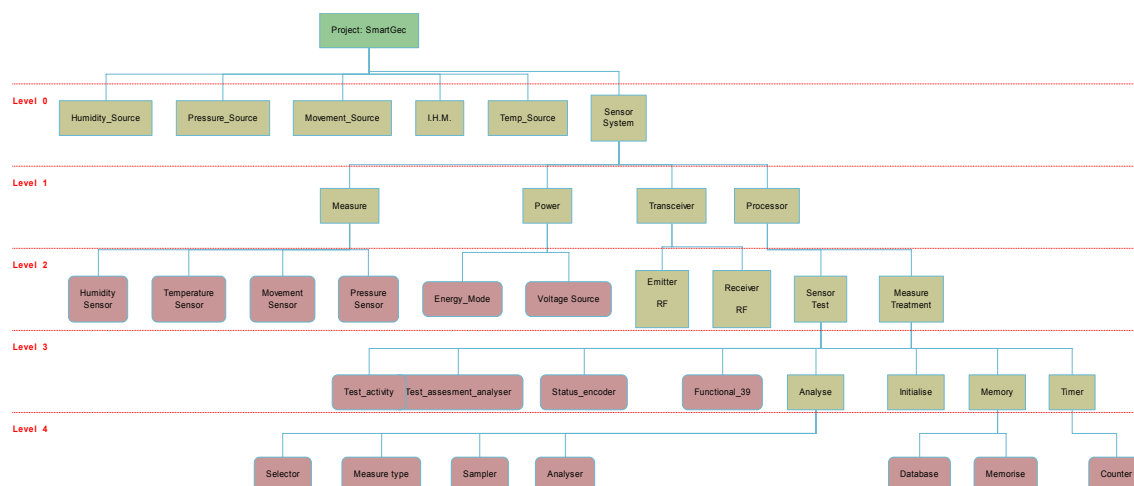 Project: SmartGec
Level 0
Humidity_Source
Pressure_Source
Movement_Source
I.H.M.
Temp_Source
Sensor
System
Level 1
Measure
Power
Transceiver
Processor
Level 2
Humidity
Sensor
Temperature
Sensor
Movement
Sensor
Pressure
Sensor
Energy_Mode
Voltage Source
Emitter
RF
Receiver
RF
Sensor
Test
Measure
Treatment
Level 3
Test_activity
Test_assesment_analyser
Status_encoder
Functional_39
Analyse
Initialise
Memory
Timer
Level 4
Selector
Measure type
Sampler
Analyser
Database
Memorise
Counter